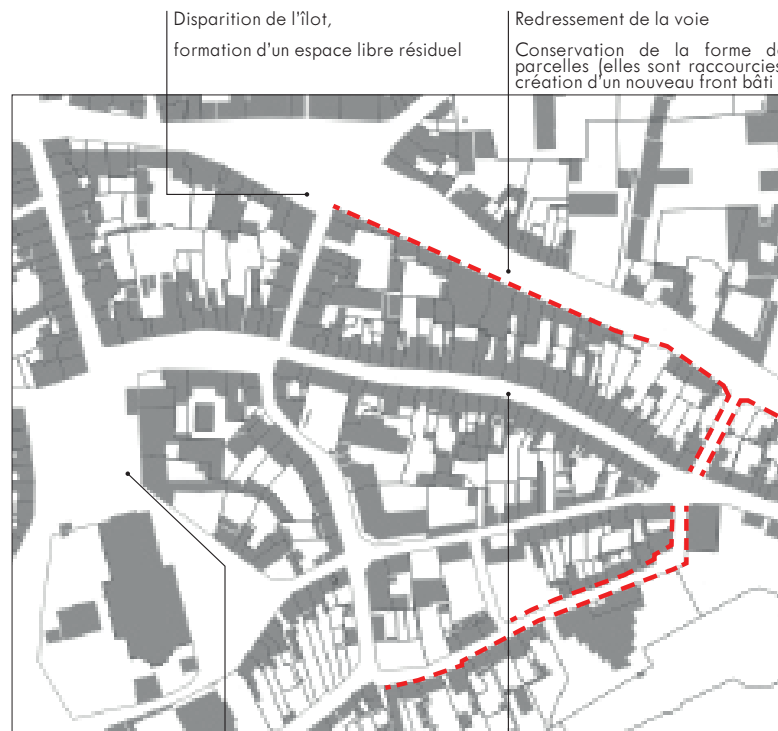 Disparition de l'îlot,
formation d'un espace libre résiduel
Redressement de la voie
Conservation de la forme
parcelles (elles sont raccourcies
création d'un nouveau front bâti